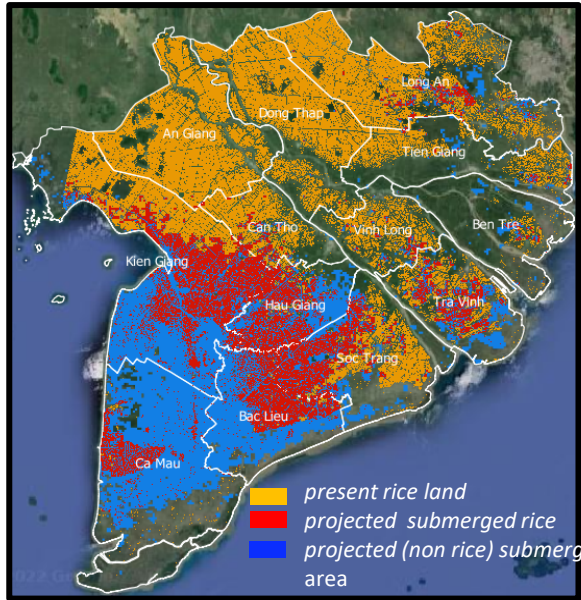 Long An
Dong Thap
An Giang
Tien Giang
Can Tho
Vinh Long
Ben Tre
Kien Giang
Hau Giang
Tra Vinh
Soc Trang
Bac Lieu
Ca Mau
present rice land
projected submerged rice
projected (non rice) submerg
area